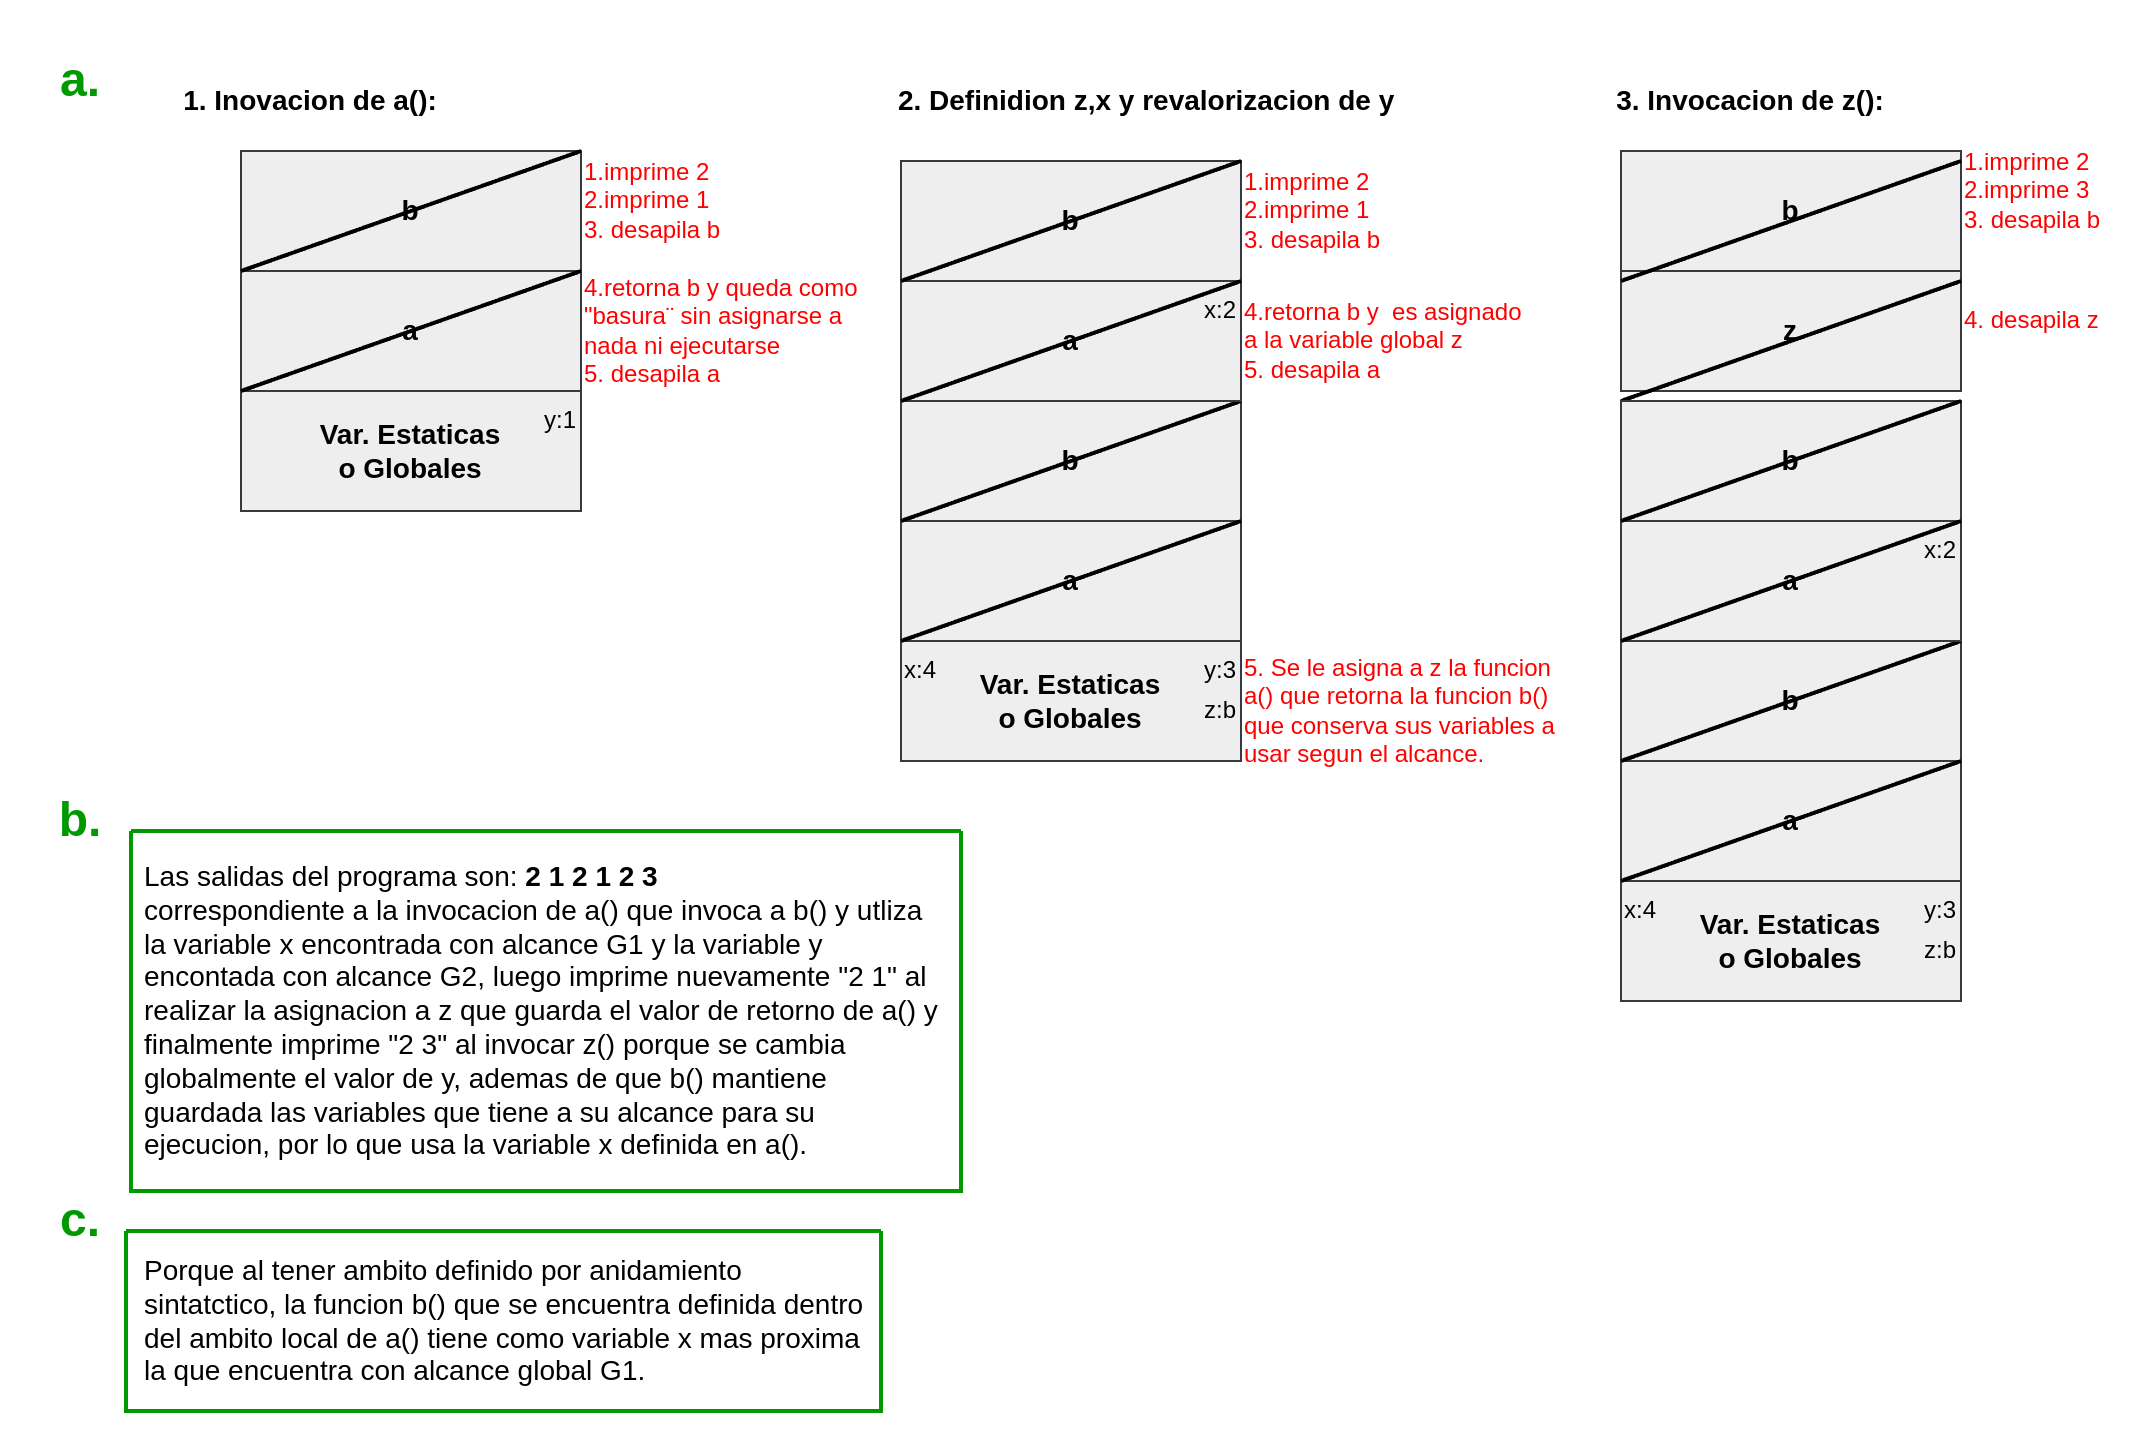 a.
1. Inovacion de a():
b
1.imprime 2
2.imprime 1
3. desapila b
a
4.retorna b y queda como
"basura¨ sin asignarse a
nada ni ejecutarse
5. desapila a
Var. Estaticas
o Globales
y:1
2. Definidion z,x y revalorizacion de y
b
1.imprime 2
2.imprime 1
3. desapila b
a
x:2
4.retorna b y  es asignado
a la variable global z
5. desapila a
b
a
x:4
Var. Estaticas
o Globales
y:3
z:b
5. Se le asigna a z la funcion
a() que retorna la funcion b()
que conserva sus variables a
usar segun el alcance.
3. Invocacion de z():
b
1.imprime 2
2.imprime 3
3. desapila b
z
4. desapila z
b
a
x:2
b
a
x:4
Var. Estaticas
o Globales
y:3
z:b
b.
Las salidas del programa son: 2 1 2 1 2 3
correspondiente a la invocacion de a() que invoca a b() y utliza
la variable x encontrada con alcance G1 y la variable y
encontada con alcance G2, luego imprime nuevamente "2 1" al
realizar la asignacion a z que guarda el valor de retorno de a() y
finalmente imprime "2 3" al invocar z() porque se cambia
globalmente el valor de y, ademas de que b() mantiene
guardada las variables que tiene a su alcance para su
ejecucion, por lo que usa la variable x definida en a().
c.
Porque al tener ambito definido por anidamiento
sintatctico, la funcion b() que se encuentra definida dentro
del ambito local de a() tiene como variable x mas proxima
la que encuentra con alcance global G1.